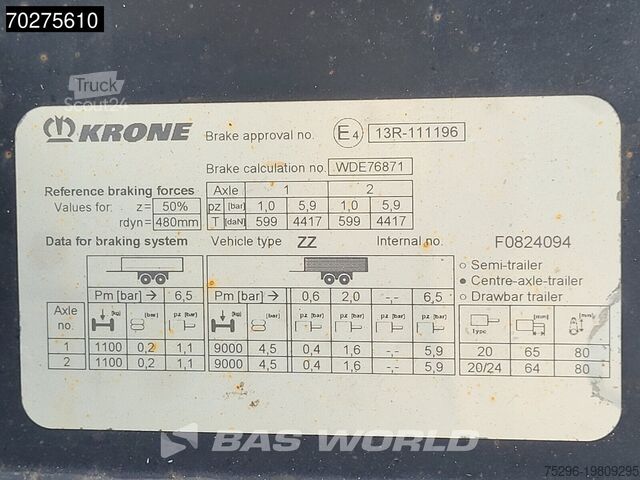 70275610
Truck
Scout24
KRONE Brake approval no. E4 13R-111196
Brake calculation no. WDE76871
Reference braking forces Axle 1 2
Values for: z= 50% pz [bar] 1,0 5,9 1,0 5,9
rdyn= 480mm T [daN] 599 4417 599 4417
Data for braking system Vehicle type ZZ Internal no. F0824094
Semi-trailer
Centre-axle-trailer
Pm [bar] → 6,5 Pm [bar] → 0,6 2,0 -,- 6,5 Drawbar trailer
Axle no. [kg] pz [bar] [kg] pz [bar] pz [bar] pz [bar] pz [bar] Type [mm] [mm]
1 1100 0,2 1,1 9000 4,5 0,4 1,6 -,- 5,9 20 65 80
2 1100 0,2 1,1 9000 4,5 0,4 1,6 -,- 5,9 20/24 64 80
BAS WORLD
75296-19809295